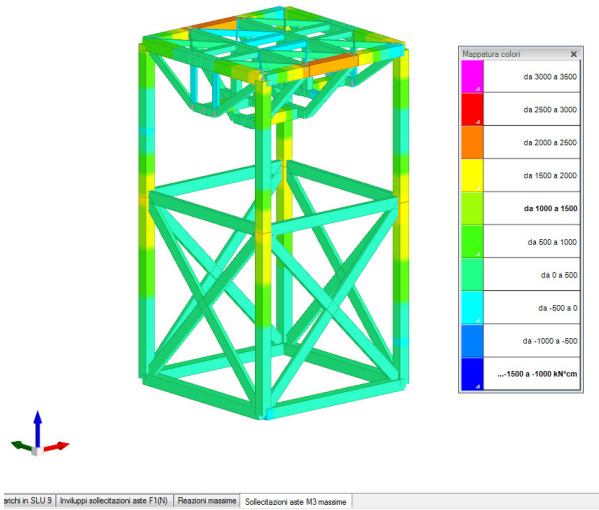 Mappatura colori
da 3000 a 3500
da 2500 a 3000
da 2000 a 2500
da 1500 a 2000
da 1000 a 1500
da 500 a 1000
da 0 a 500
da -500 a 0
da -1000 a -500
...-1500 a -1000 kN*cm
arichi in SLU 9 Inviluppi sollecitazioni aste F1(N) Reazioni massime Sollecitazioni aste M3 massime